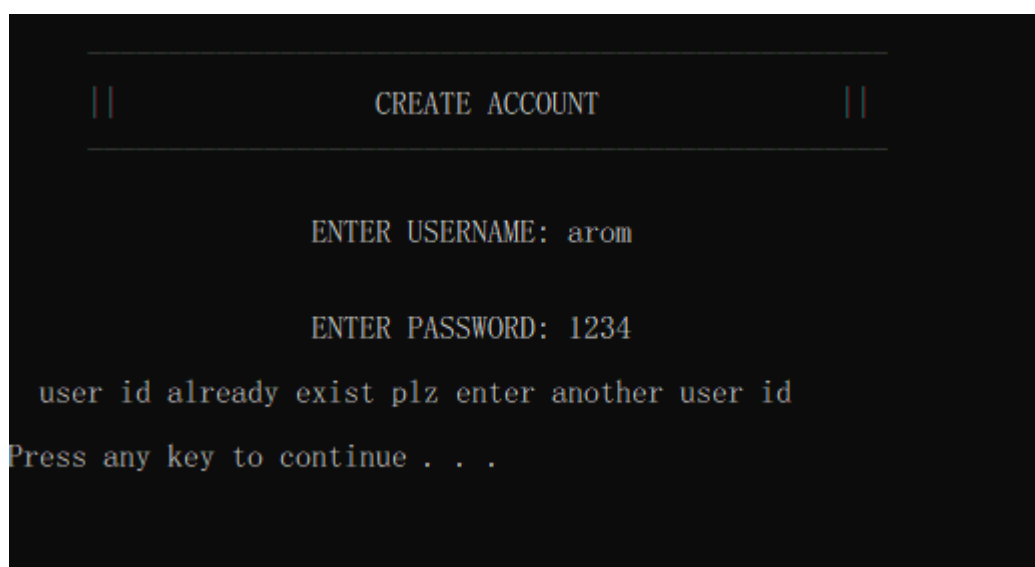 || CREATE ACCOUNT ||
ENTER USERNAME: arom
ENTER PASSWORD: 1234
user id already exist plz enter another user id
Press any key to continue . . .